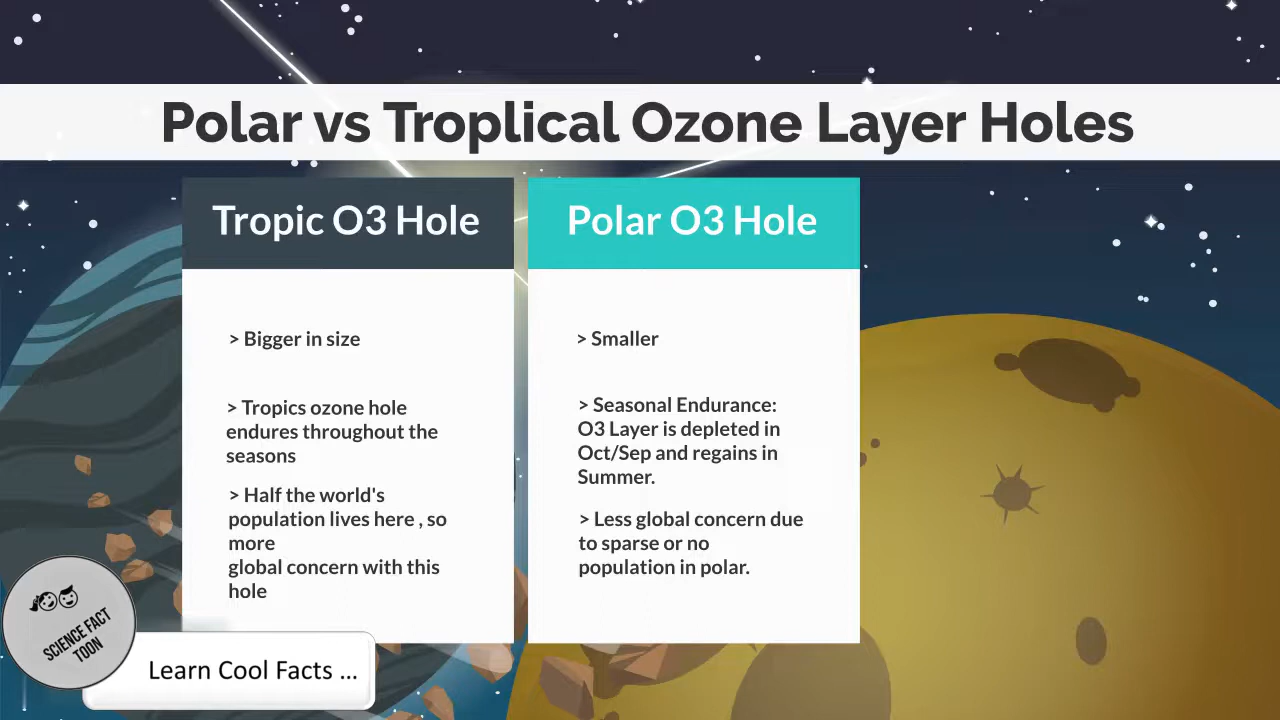 Polar vs Troplical Ozone Layer Holes
Tropic O3 Hole
> Bigger in size
> Tropics ozone hole
endures throughout the
seasons
> Half the world's
population lives here , so
more
global concern with this
hole
Polar O3 Hole
> Smaller
> Seasonal Endurance:
O3 Layer is depleted in
Oct/Sep and regains in
Summer.
> Less global concern due
to sparse or no
population in polar.
SCIENCE FACT
TOON
Learn Cool Facts ...